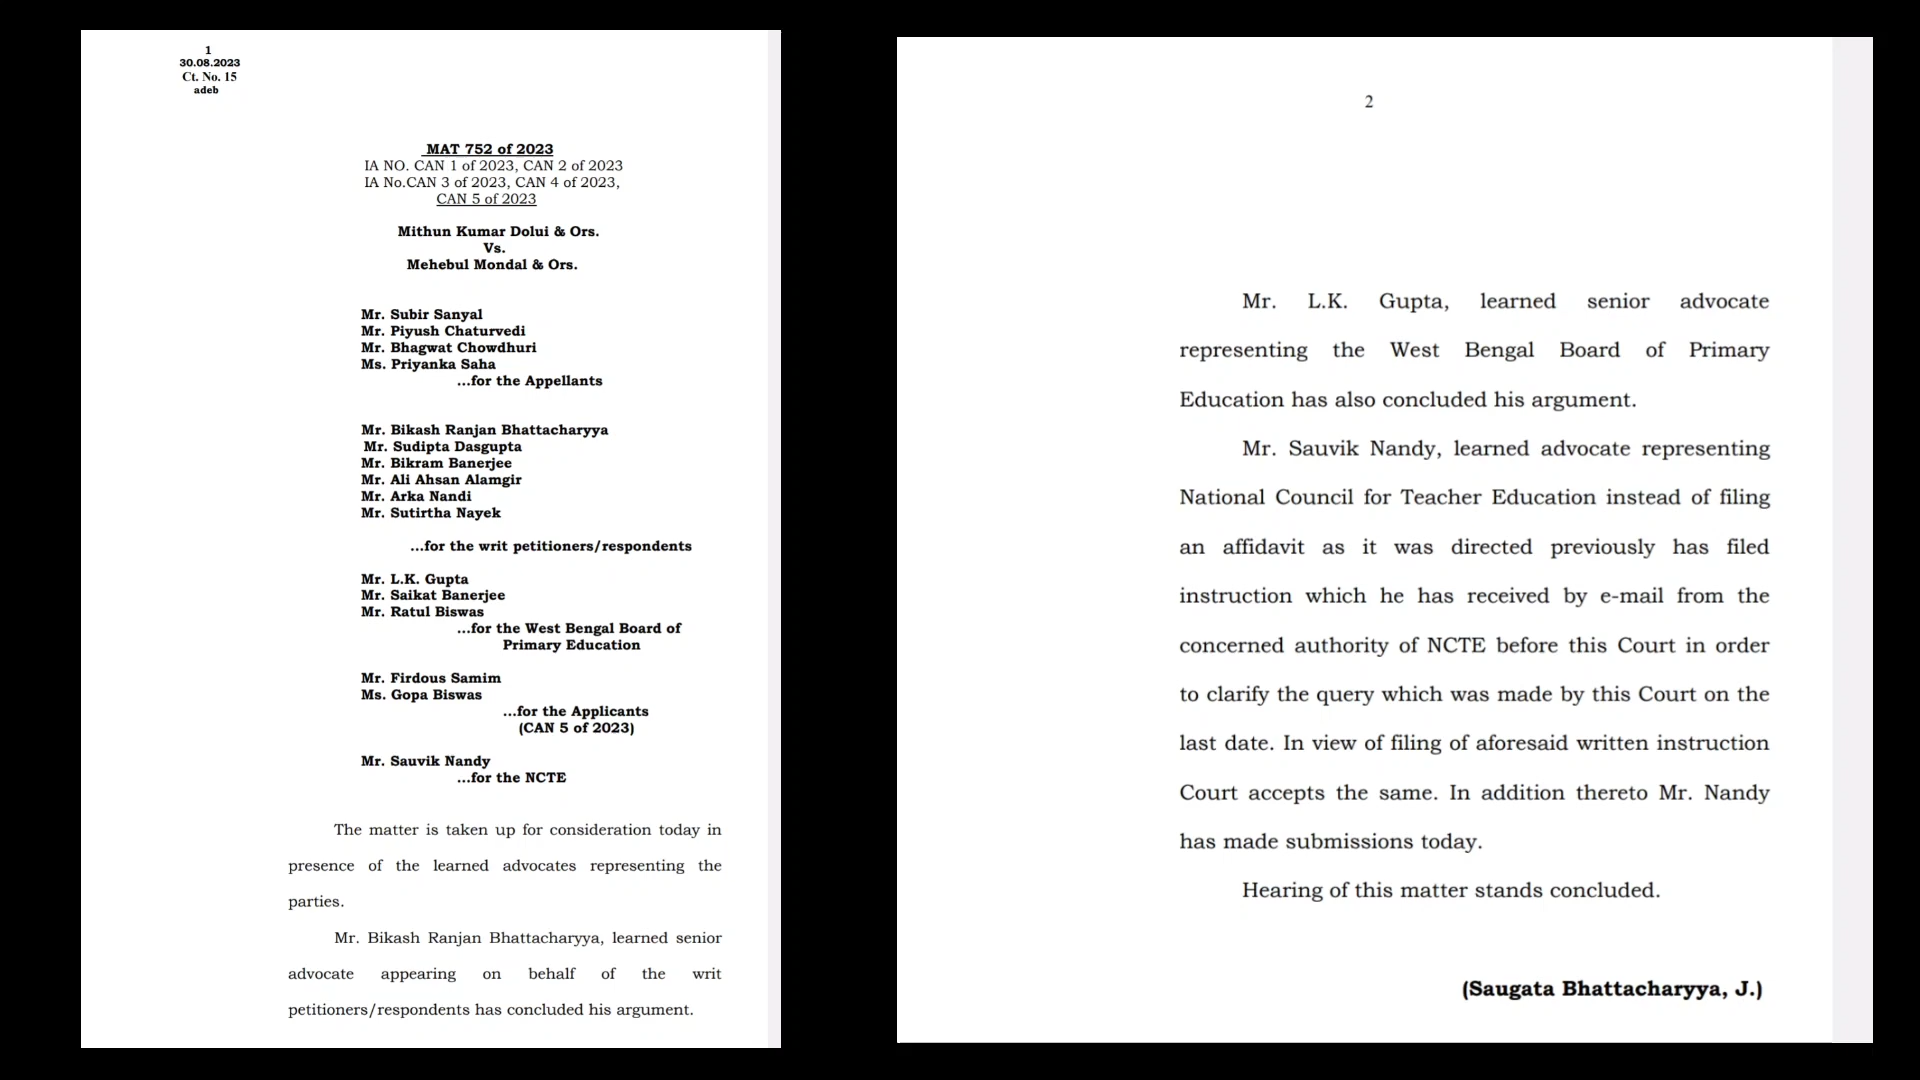 1
30.08.2023
Ct. No. 15
adeb
MAT 752 of 2023
IA NO. CAN 1 of 2023, CAN 2 of 2023
IA No.CAN 3 of 2023, CAN 4 of 2023,
CAN 5 of 2023
Mithun Kumar Dolui & Ors.
Vs.
Mehebul Mondal & Ors.
Mr. Subir Sanyal
Mr. Piyush Chaturvedi
Mr. Bhagwat Chowdhuri
Ms. Priyanka Saha
...for the Appellants
Mr. Bikash Ranjan Bhattacharyya
Mr. Sudipta Dasgupta
Mr. Bikram Banerjee
Mr. Ali Ahsan Alamgir
Mr. Arka Nandi
Mr. Sutirtha Nayek
...for the writ petitioners/respondents
Mr. L.K. Gupta
Mr. Saikat Banerjee
Mr. Ratul Biswas
...for the West Bengal Board of
Primary Education
Mr. Firdous Samim
Ms. Gopa Biswas
...for the Applicants
(CAN 5 of 2023)
Mr. Sauvik Nandy
...for the NCTE
The matter is taken up for consideration today in
presence of the learned advocates representing the
parties.
Mr. Bikash Ranjan Bhattacharyya, learned senior
advocate appearing on behalf of the writ
petitioners/respondents has concluded his argument.
2
Mr. L.K. Gupta, learned senior advocate
representing the West Bengal Board of Primary
Education has also concluded his argument.
Mr. Sauvik Nandy, learned advocate representing
National Council for Teacher Education instead of filing
an affidavit as it was directed previously has filed
instruction which he has received by e-mail from the
concerned authority of NCTE before this Court in order
to clarify the query which was made by this Court on the
last date. In view of filing of aforesaid written instruction
Court accepts the same. In addition thereto Mr. Nandy
has made submissions today.
Hearing of this matter stands concluded.
(Saugata Bhattacharyya, J.)